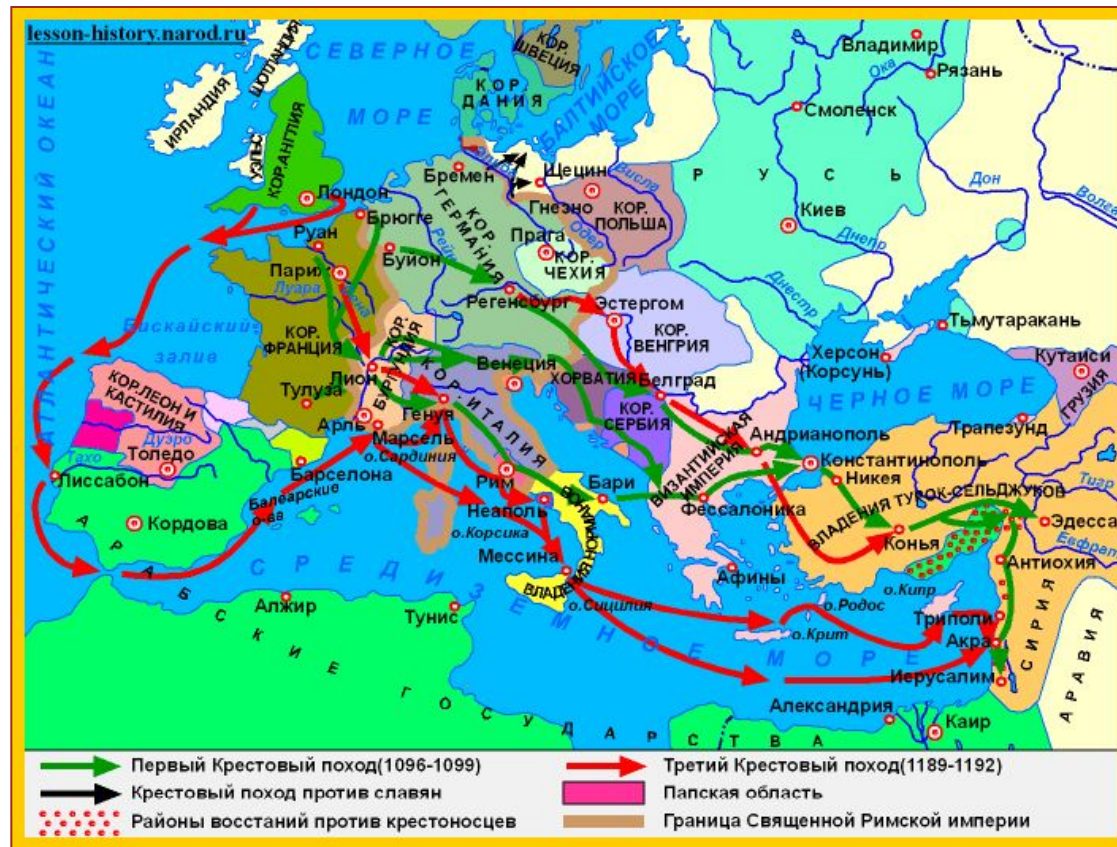 lesson-history.narod.ru
АТЛАНТИЧЕСКИЙ ОКЕАН
СЕВЕРНОЕ
МОРЕ
БАЛТИЙСКОЕ
МОРЕ
ИРЛАНДИЯ
ШОТЛАНДИЯ
УЭЛЬС
КОР.АНГЛИЯ
КОР.
ШВЕЦИЯ
КОР.
ДАНИЯ
Владимир
Ока
Рязань
Смоленск
РУСЬ
Дон
Волга
Киев
Днепр
Днестр
Лондон
Бремен
Эльба
Щецин
Висла
Гнезно
КОР.
ПОЛЬША
Одер
КОР.
ГЕРМАНИЯ
Брюгге
Руан
Буйон
Рейн
Прага
КОР.
ЧЕХИЯ
Париж
Луара
Сена
Регенсбург
Эстергом
КОР.
ВЕНГРИЯ
Бискайский
залив
КОР.
ФРАНЦИЯ
КОР.
БУРГУНДИЯ
Лион
Венеция
ХОРВАТИЯ
Белград
Тьмутаракань
Херсон
(Корсунь)
Кутаиси
ГРУЗИЯ
ЧЕРНОЕ МОРЕ
КОР.ЛЕОН И
КАСТИЛИЯ
Тулуза
Генуя
КОР. ИТАЛИЯ
КОР.
СЕРБИЯ
Арль
Марсель
о.Сардиния
Дуэро
Тахо
Толедо
Лиссабон
Барселона
Балеарские
о-ва
Кордова
Рим
Бари
Неаполь
о.Корсика
ВИЗАНТИЙСКАЯ
ИМПЕРИЯ
Андрианополь
Константинополь
Никея
Фессалоника
Трапезунд
Тигр
ВЛАДЕНИЯ ТУРОК-СЕЛЬДЖУКОВ
Эдесса
Евфрат
Конья
Антиохия
Мессина
ВЛАДЕНИЯ НОРМАНОВ
о.Сицилия
Афины
о.Родос
о.Кипр
о.Крит
Триполи
Акра
Иерусалим
СИРИЯ
АРАВИЯ
СРЕДИЗЕМНОЕ МОРЕ
Алжир
Тунис
Александрия
Каир
АРАБСКИЕ ГОСУДАРСТВА
Первый Крестовый поход(1096-1099)
Третий Крестовый поход(1189-1192)
Крестовый поход против славян
Папская область
Районы восстаний против крестоносцев
Граница Священной Римской империи